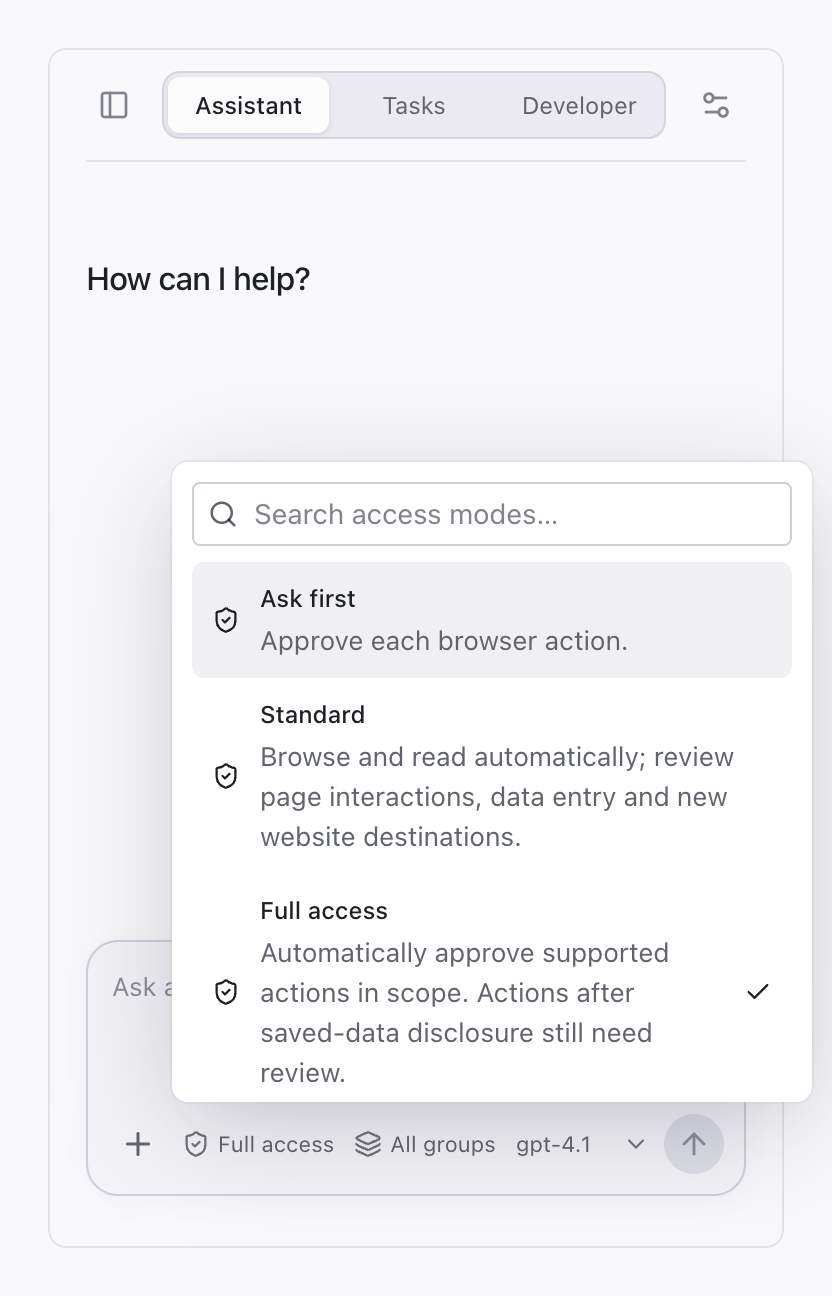 Assistant
Tasks
Developer
How can I help?
Search access modes...
Ask first
Approve each browser action.
Standard
Browse and read automatically; review
page interactions, data entry and new
website destinations.
Full access
Automatically approve supported
actions in scope. Actions after
saved-data disclosure still need
review.
Ask
Full access
All groups
gpt-4.1